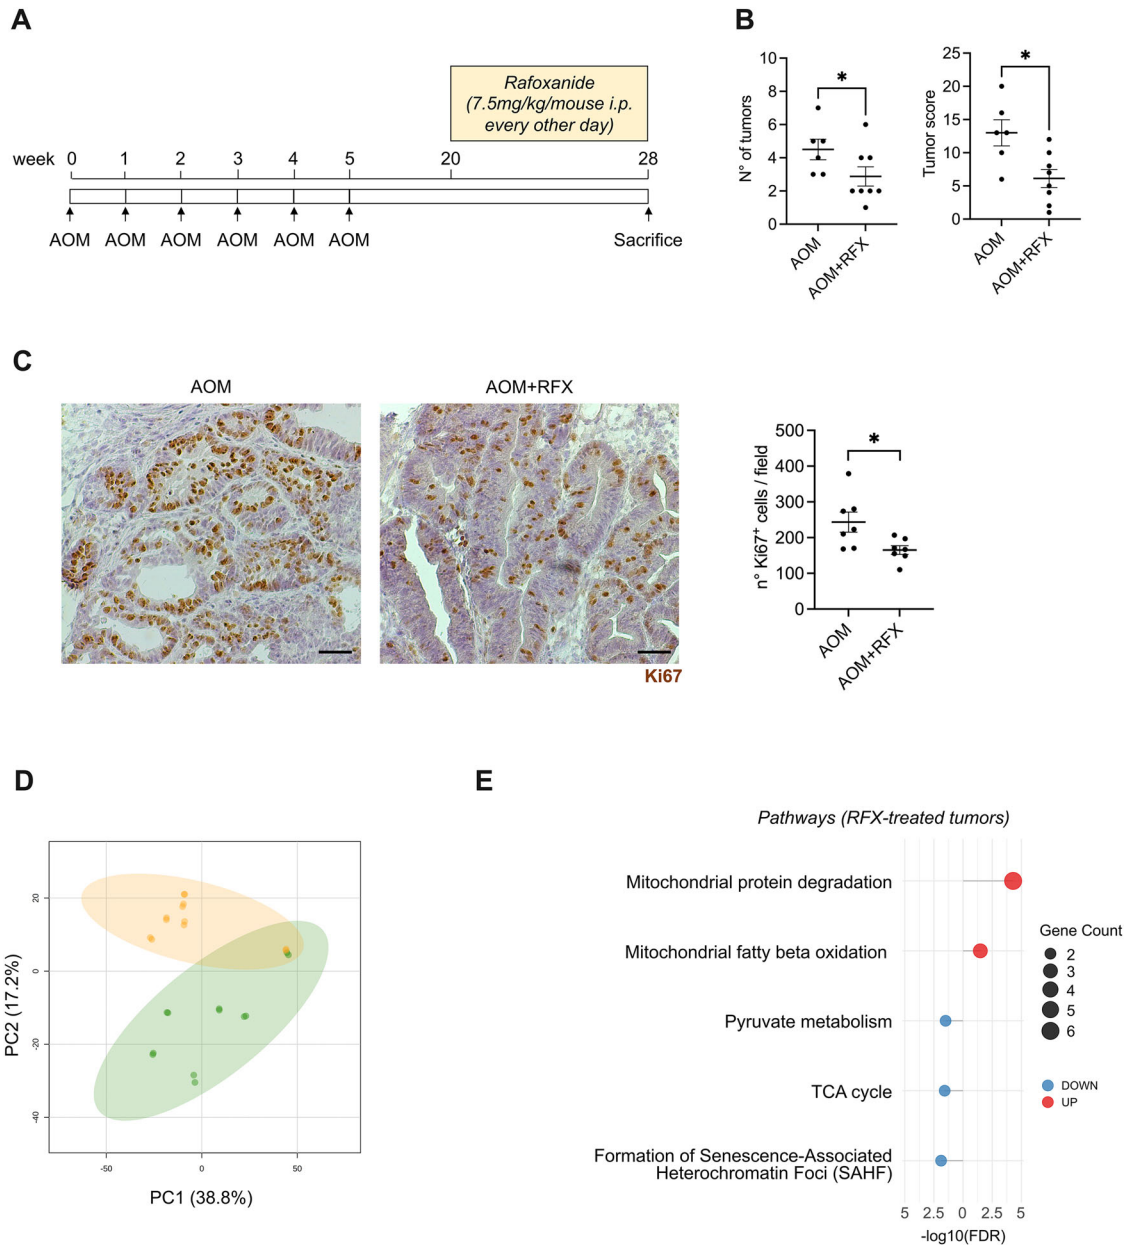 A
Rafoxanide
(7.5mg/kg/mouse i.p.
every other day)
week 0 1 2 3 4 5 20 28
AOM AOM AOM AOM AOM AOM Sacrifice
B
10
8
6
4
2
0
N° of tumors
*
AOM
AOM+RFX
25
20
15
10
5
0
Tumor score
*
AOM
AOM+RFX
C
AOM AOM+RFX
Ki67
500
400
300
200
100
0
n° Ki67+ cells / field
*
AOM
AOM+RFX
D
20
0
-20
-40
PC2 (17.2%)
-50 0 50
PC1 (38.8%)
E
Pathways (RFX-treated tumors)
Mitochondrial protein degradation
Mitochondrial fatty beta oxidation
Pyruvate metabolism
TCA cycle
Formation of Senescence-Associated
Heterochromatin Foci (SAHF)
5 2.5 0 2.5 5
-log10(FDR)
Gene Count
2
3
4
5
6
DOWN
UP